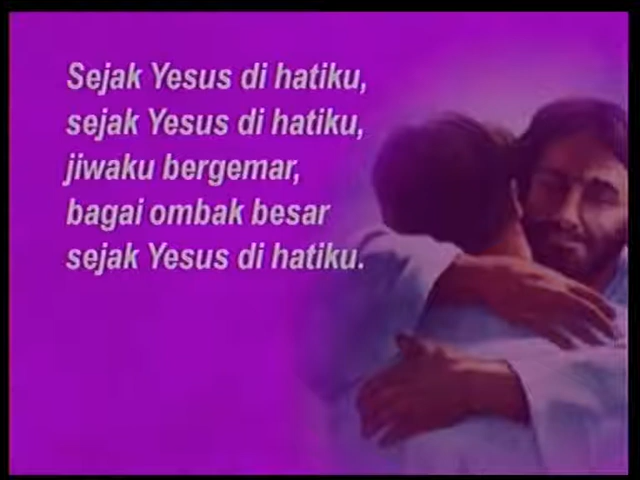 Sejak Yesus di hatiku,
sejak Yesus di hatiku,
jiwaku bergemar,
bagai ombak besar
sejak Yesus di hatiku.